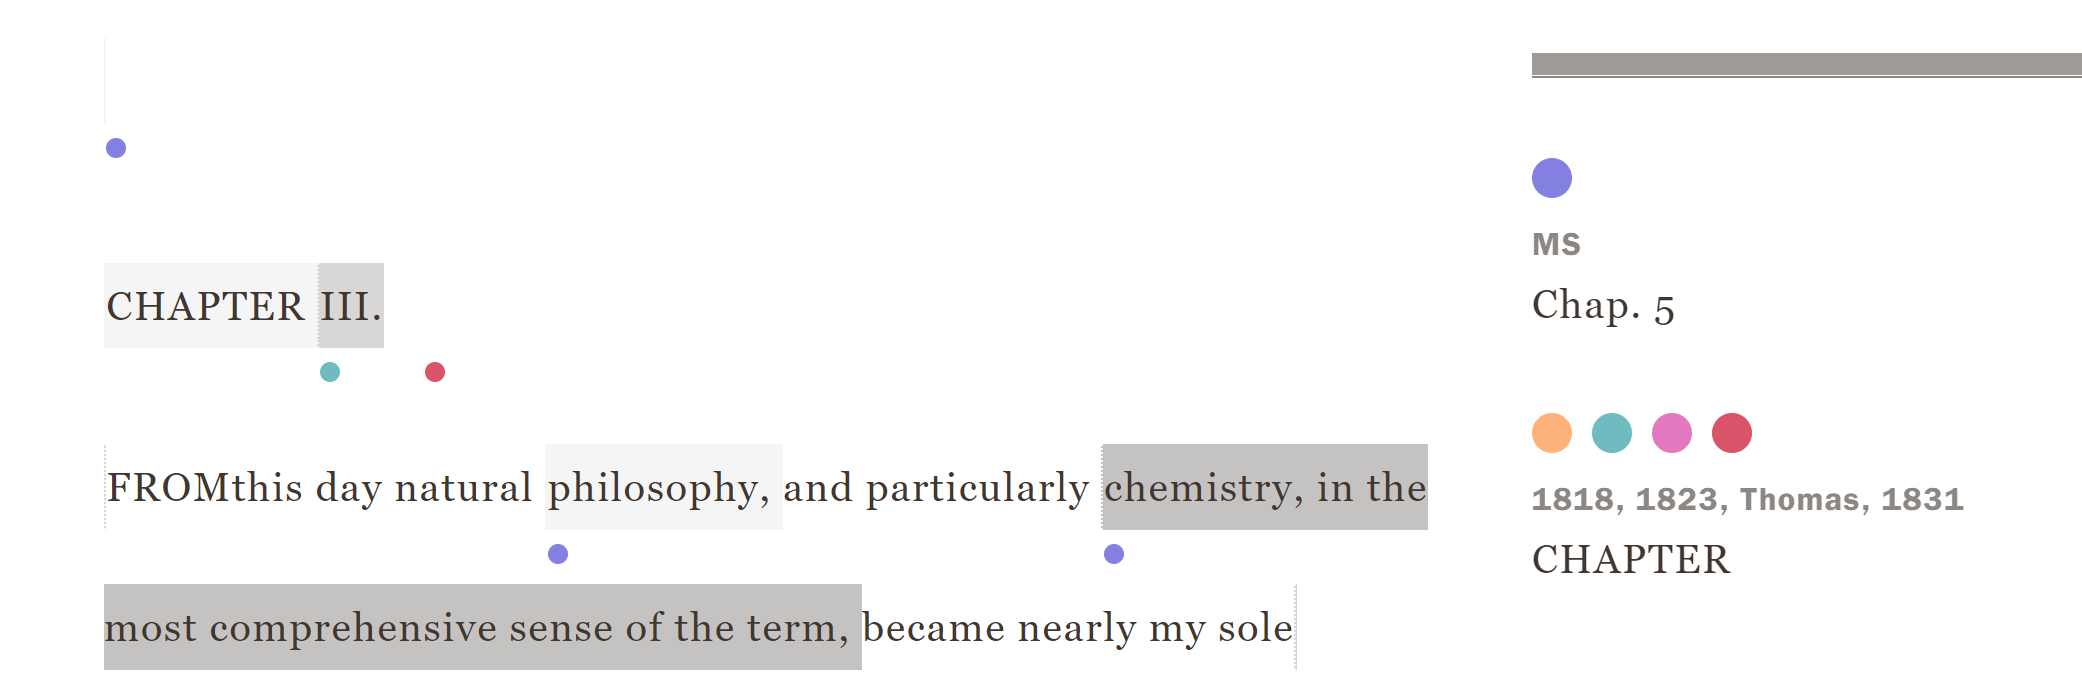 CHAPTER III.
FROMthis day natural philosophy, and particularly chemistry, in the
most comprehensive sense of the term, became nearly my sole
MS
Chap. 5
1818, 1823, Thomas, 1831
CHAPTER